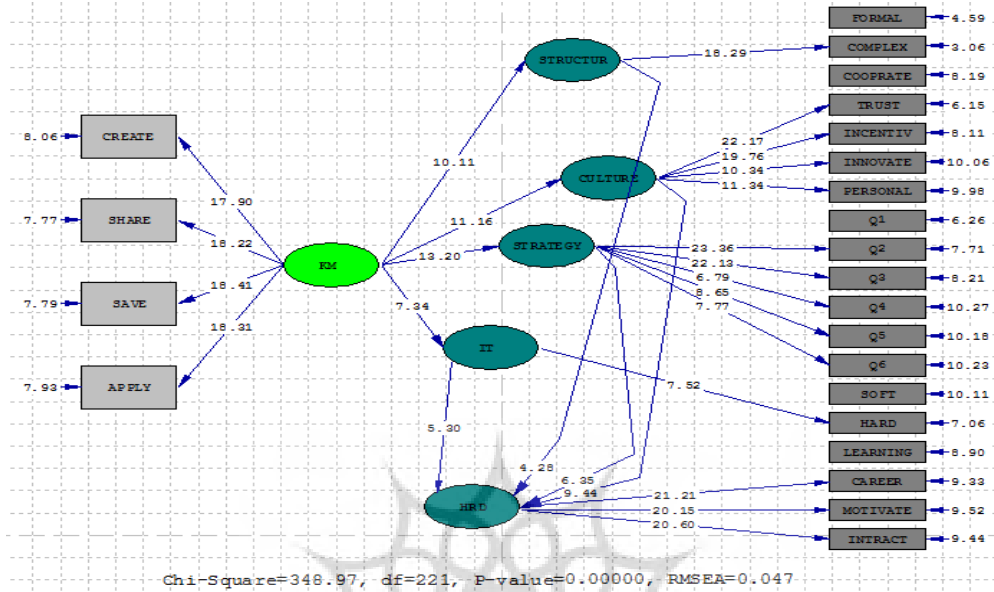 FORMAL 4.59
COMPLEX 3.06
COOPRATE 8.19
TRUST 6.15
INCENTIV 8.11
INNOVATE 10.06
PERSONAL 9.98
Q1 6.26
Q2 7.71
Q3 8.21
Q4 10.27
Q5 10.18
Q6 10.23
SOFT 10.11
HARD 7.06
LEARNING 8.90
CAREER 9.33
MOTIVATE 9.52
INTRACT 9.44
8.06 CREATE
7.77 SHARE
7.79 SAVE
7.93 APPLY
17.90
18.22
18.41
18.31
KM
10.11
11.16
13.20
7.34
STRUCTUR
CULTURE
STRATEGY
IT
HRD
18.29
22.17
19.76
10.34
11.34
23.36
22.13
6.79
8.65
7.77
7.52
5.30
4.28
6.35
9.44
21.21
20.15
20.60
Chi-Square=348.97, df=221, P-value=0.00000, RMSEA=0.047